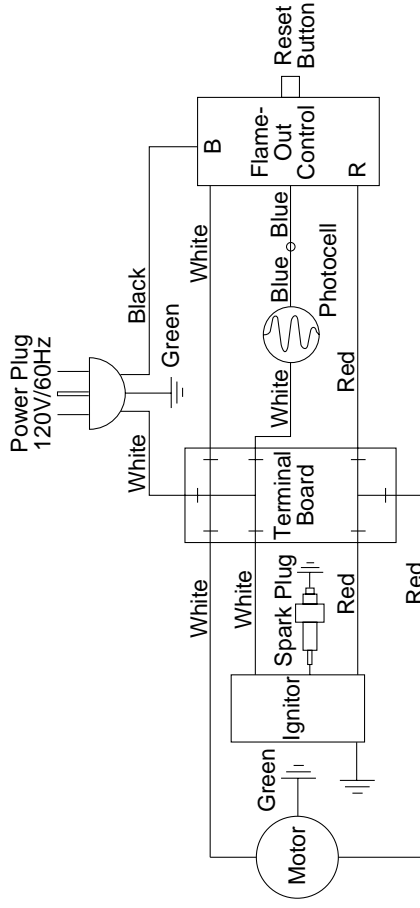 Power Plug
120V/60Hz
White
Black
Green
White
White
B
White
White
Blue
Blue
Flame-
Out
Control
Reset
Button
Photocell
Terminal
Board
Spark Plug
Ignitor
Green
Motor
Red
Red
R
Red